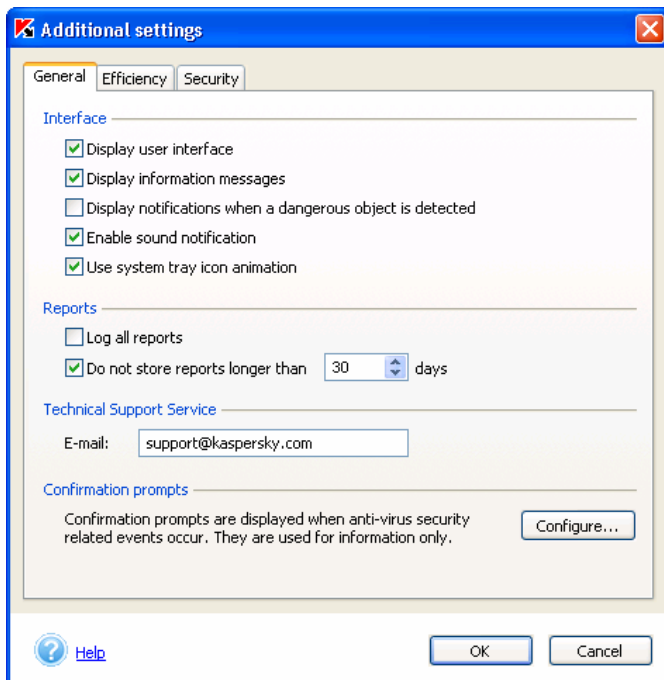 Additional settings
General Efficiency Security
Interface
Display user interface
Display information messages
Display notifications when a dangerous object is detected
Enable sound notification
Use system tray icon animation
Reports
Log all reports
Do not store reports longer than 30 days
Technical Support Service
E-mail: support@kaspersky.com
Confirmation prompts
Confirmation prompts are displayed when anti-virus security
related events occur. They are used for information only.
Configure...
Help OK Cancel